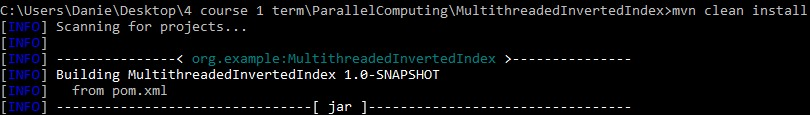 C:\Users\Danie\Desktop\4 course 1 term\ParallelComputing\MultithreadedInvertedIndex>mvn clean install
[INFO] Scanning for projects...
[INFO]
[INFO] ---------------< org.example:MultithreadedInvertedIndex >---------------
[INFO] Building MultithreadedInvertedIndex 1.0-SNAPSHOT
[INFO]   from pom.xml
[INFO] --------------------------------[ jar ]---------------------------------